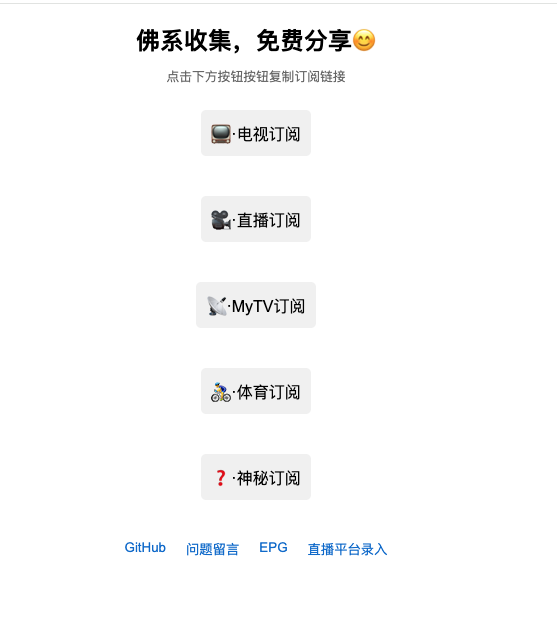 佛系收集，免费分享😊
点击下方按钮按钮复制订阅链接
📺·电视订阅
🎥·直播订阅
📡·MyTV订阅
🚴·体育订阅
❓·神秘订阅
GitHub 问题留言 EPG 直播平台录入